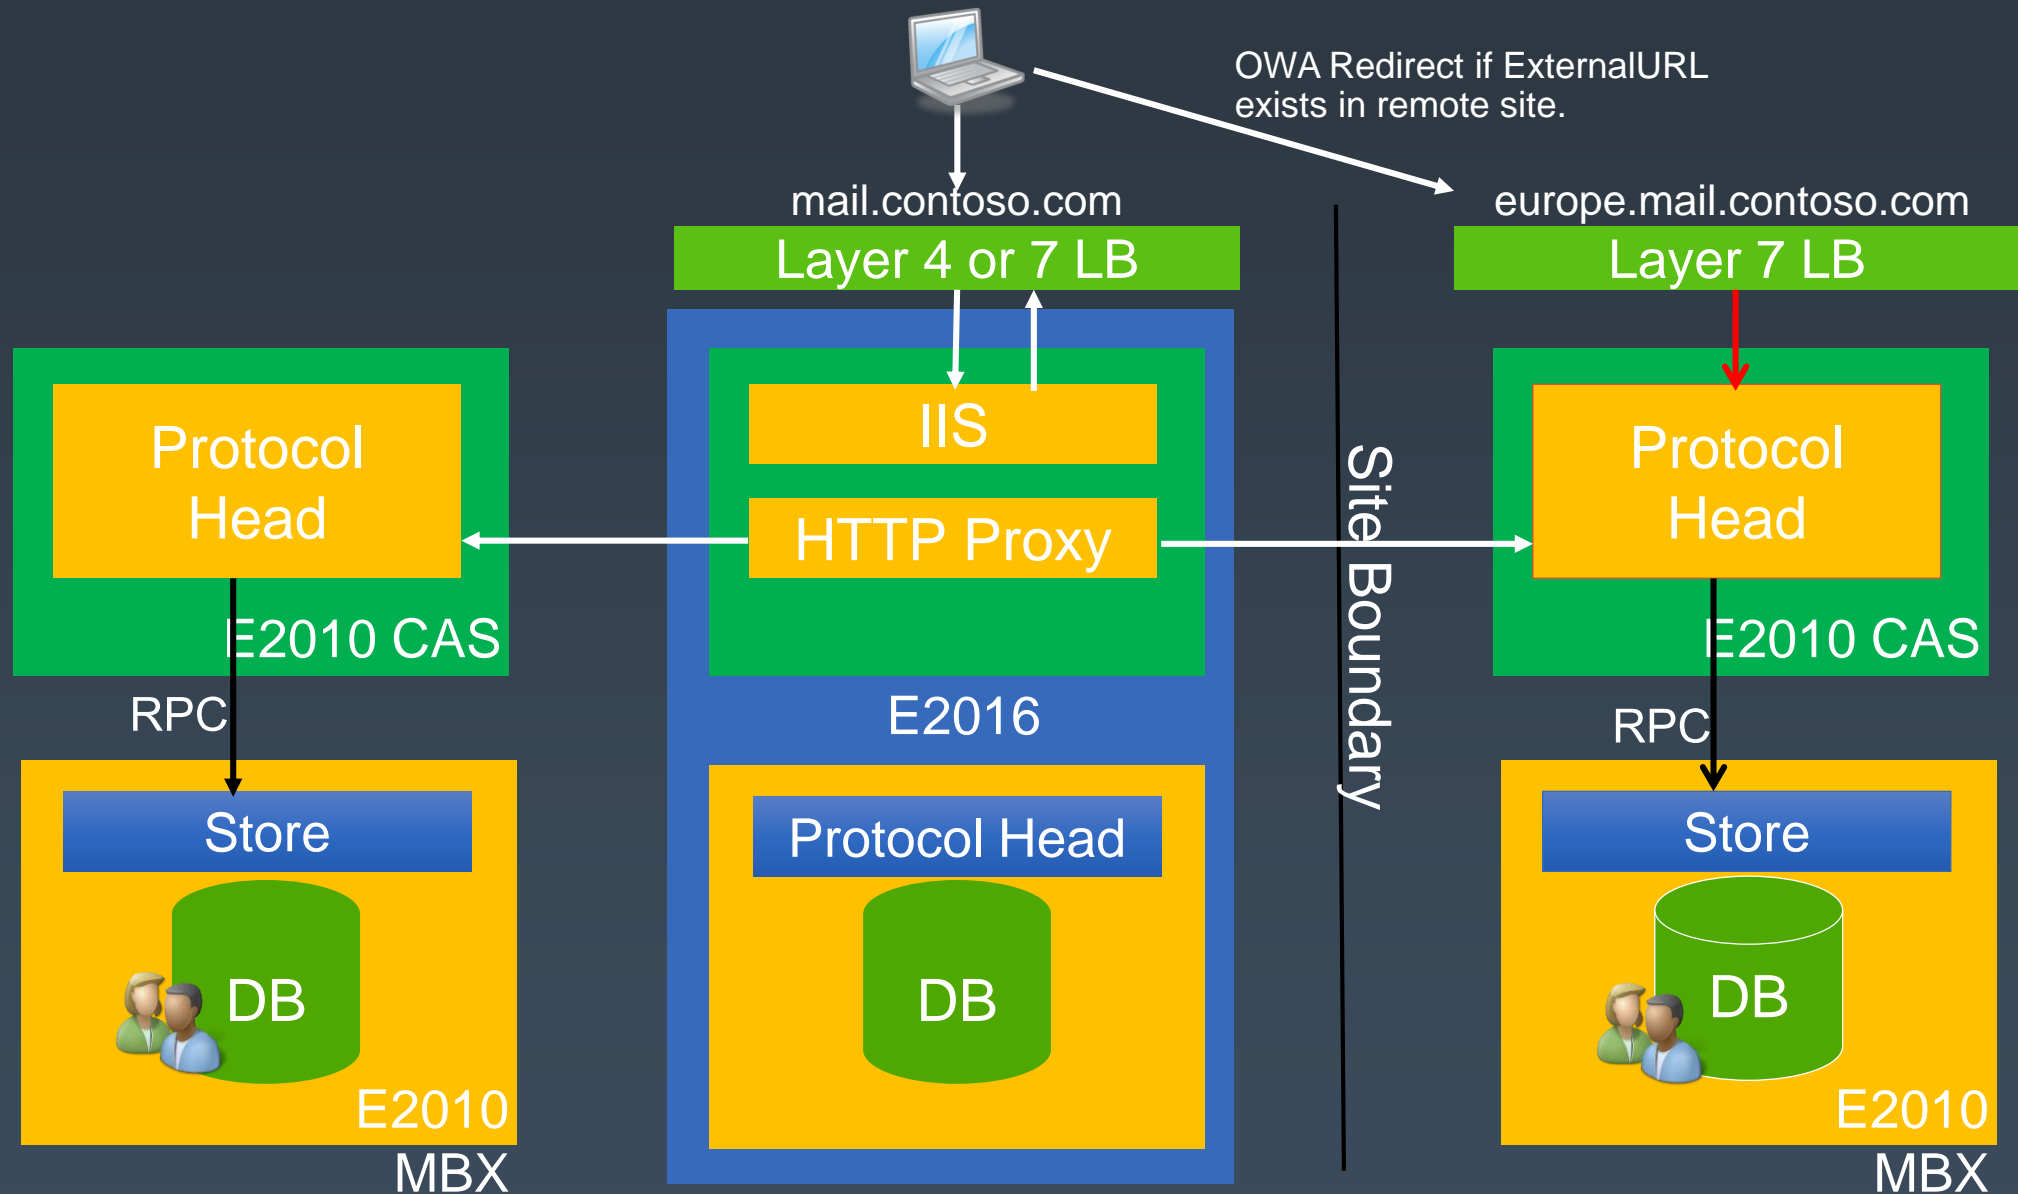 OWA Redirect if ExternalURL
exists in remote site.
mail.contoso.com
europe.mail.contoso.com
Layer 4 or 7 LB
Layer 7 LB
Protocol
Head
E2010 CAS
RPC
Store
DB
E2010
MBX
IIS
HTTP Proxy
E2016
Protocol Head
DB
Site Boundary
Protocol
Head
E2010 CAS
RPC
Store
DB
E2010
MBX